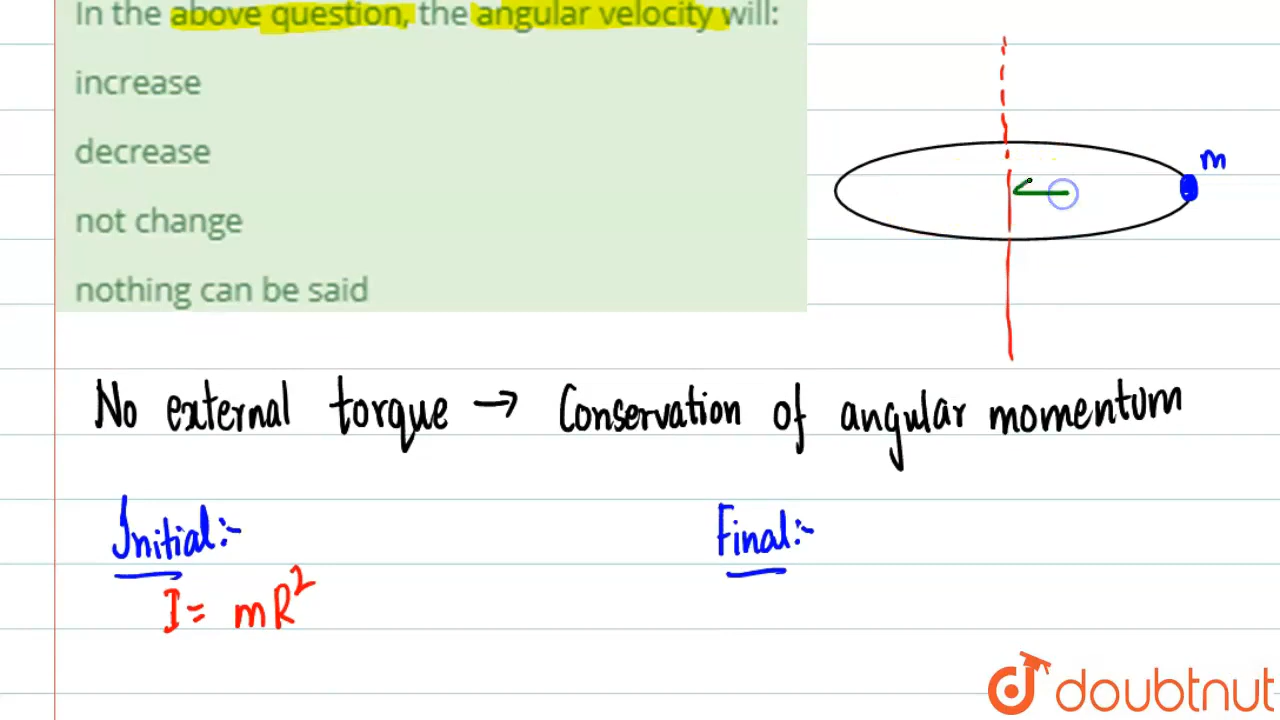 In the above question, the angular velocity will:
increase
decrease
not change
nothing can be said
m
No external torque → Conservation of angular momentum
Initial:-
Final:-
I = mR²
doubtnut